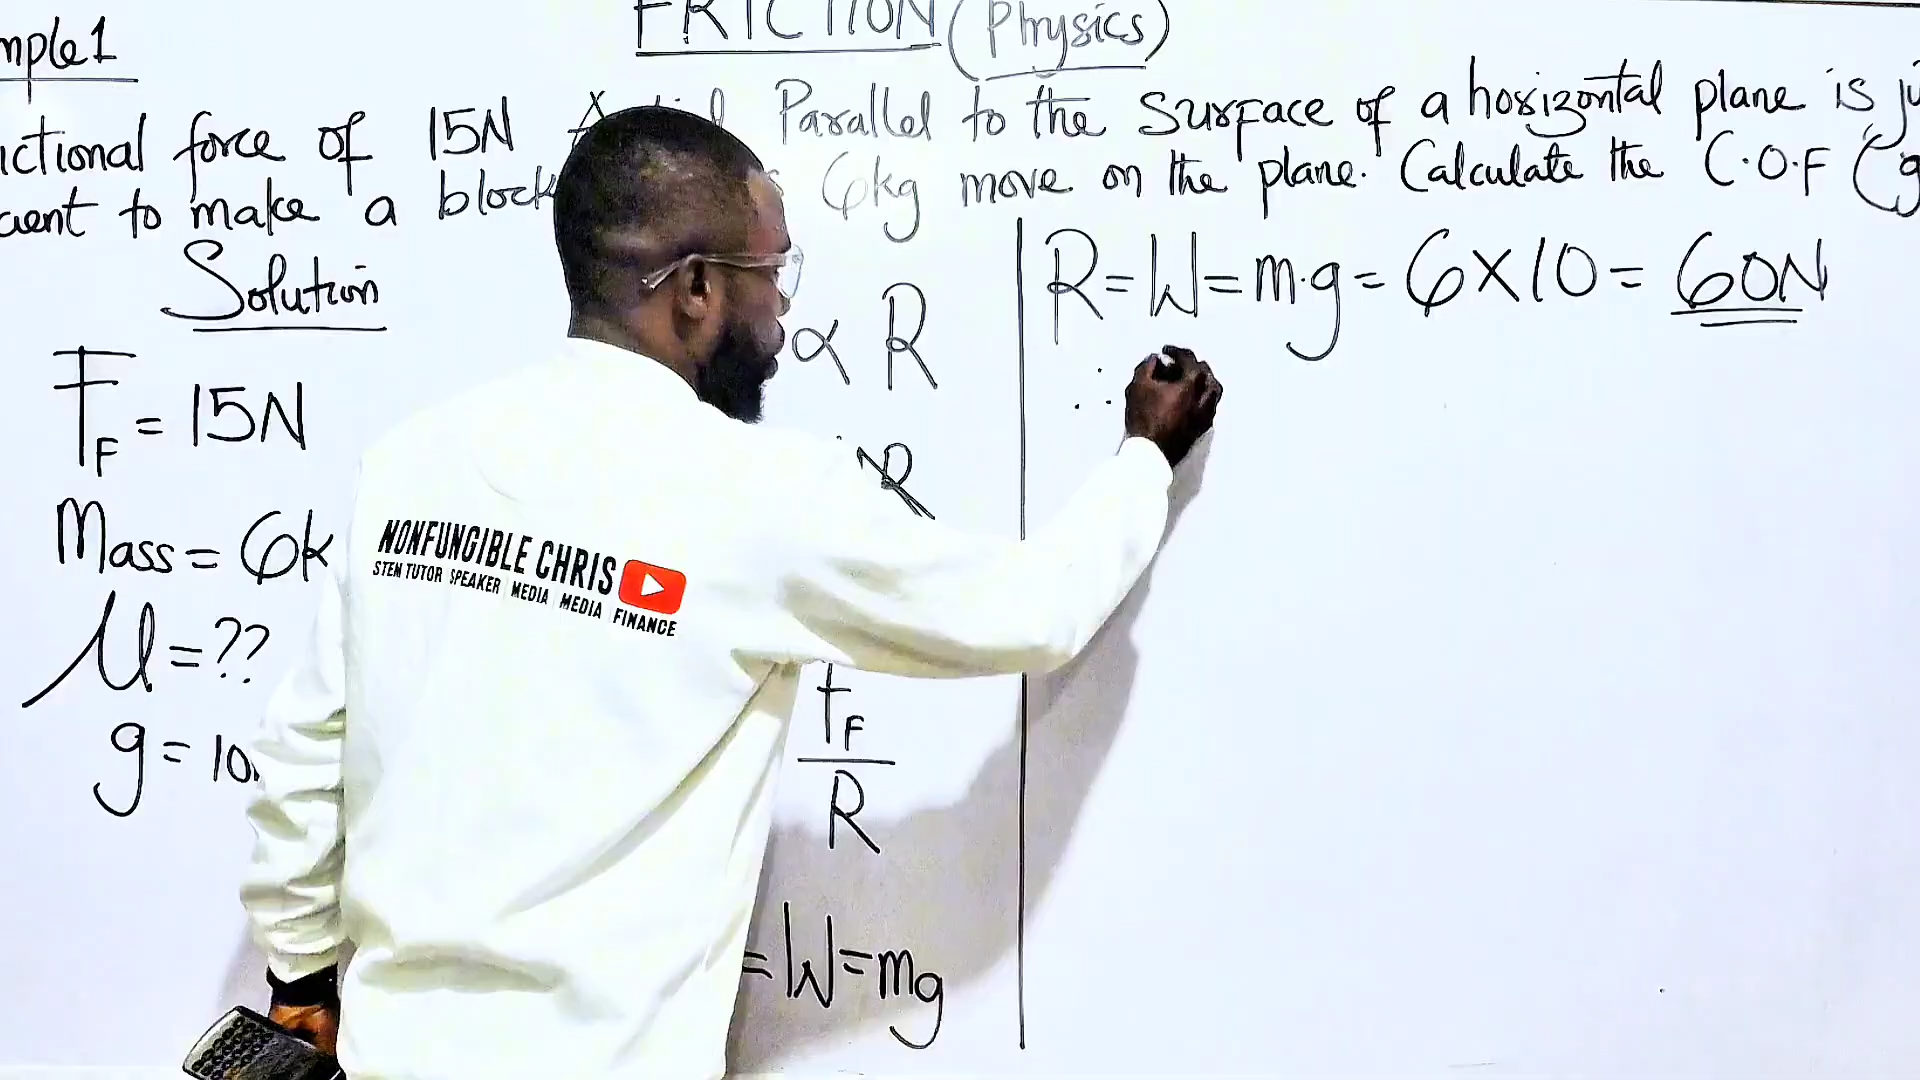 FRICTION (Physics)
mple1
ictional force of 15N Parallel to the surface of a horizontal plane is ju
cient to make a block 6kg move on the plane. Calculate the C.O.F (g
Solution
F_F = 15N
Mass = 6k
μ = ??
g = 10
∝ R
R
F_F
R
= W = mg
R = W = m·g = 6 × 10 = 60N
∴
NONFUNGIBLE CHRIS
STEM TUTOR SPEAKER MEDIA MEDIA FINANCE